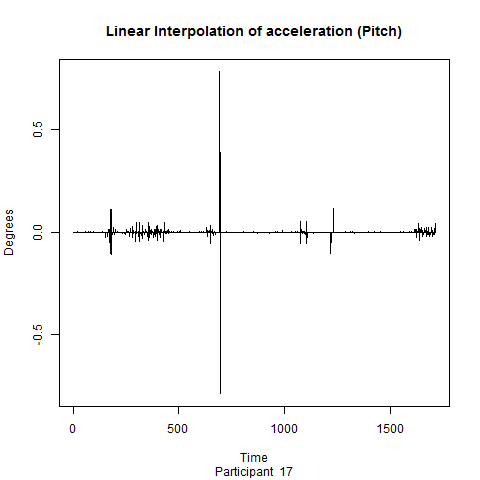 Linear Interpolation of acceleration (Pitch)
Degrees
0.5
0.0
-0.5
0 500 1000 1500
Time
Participant 17